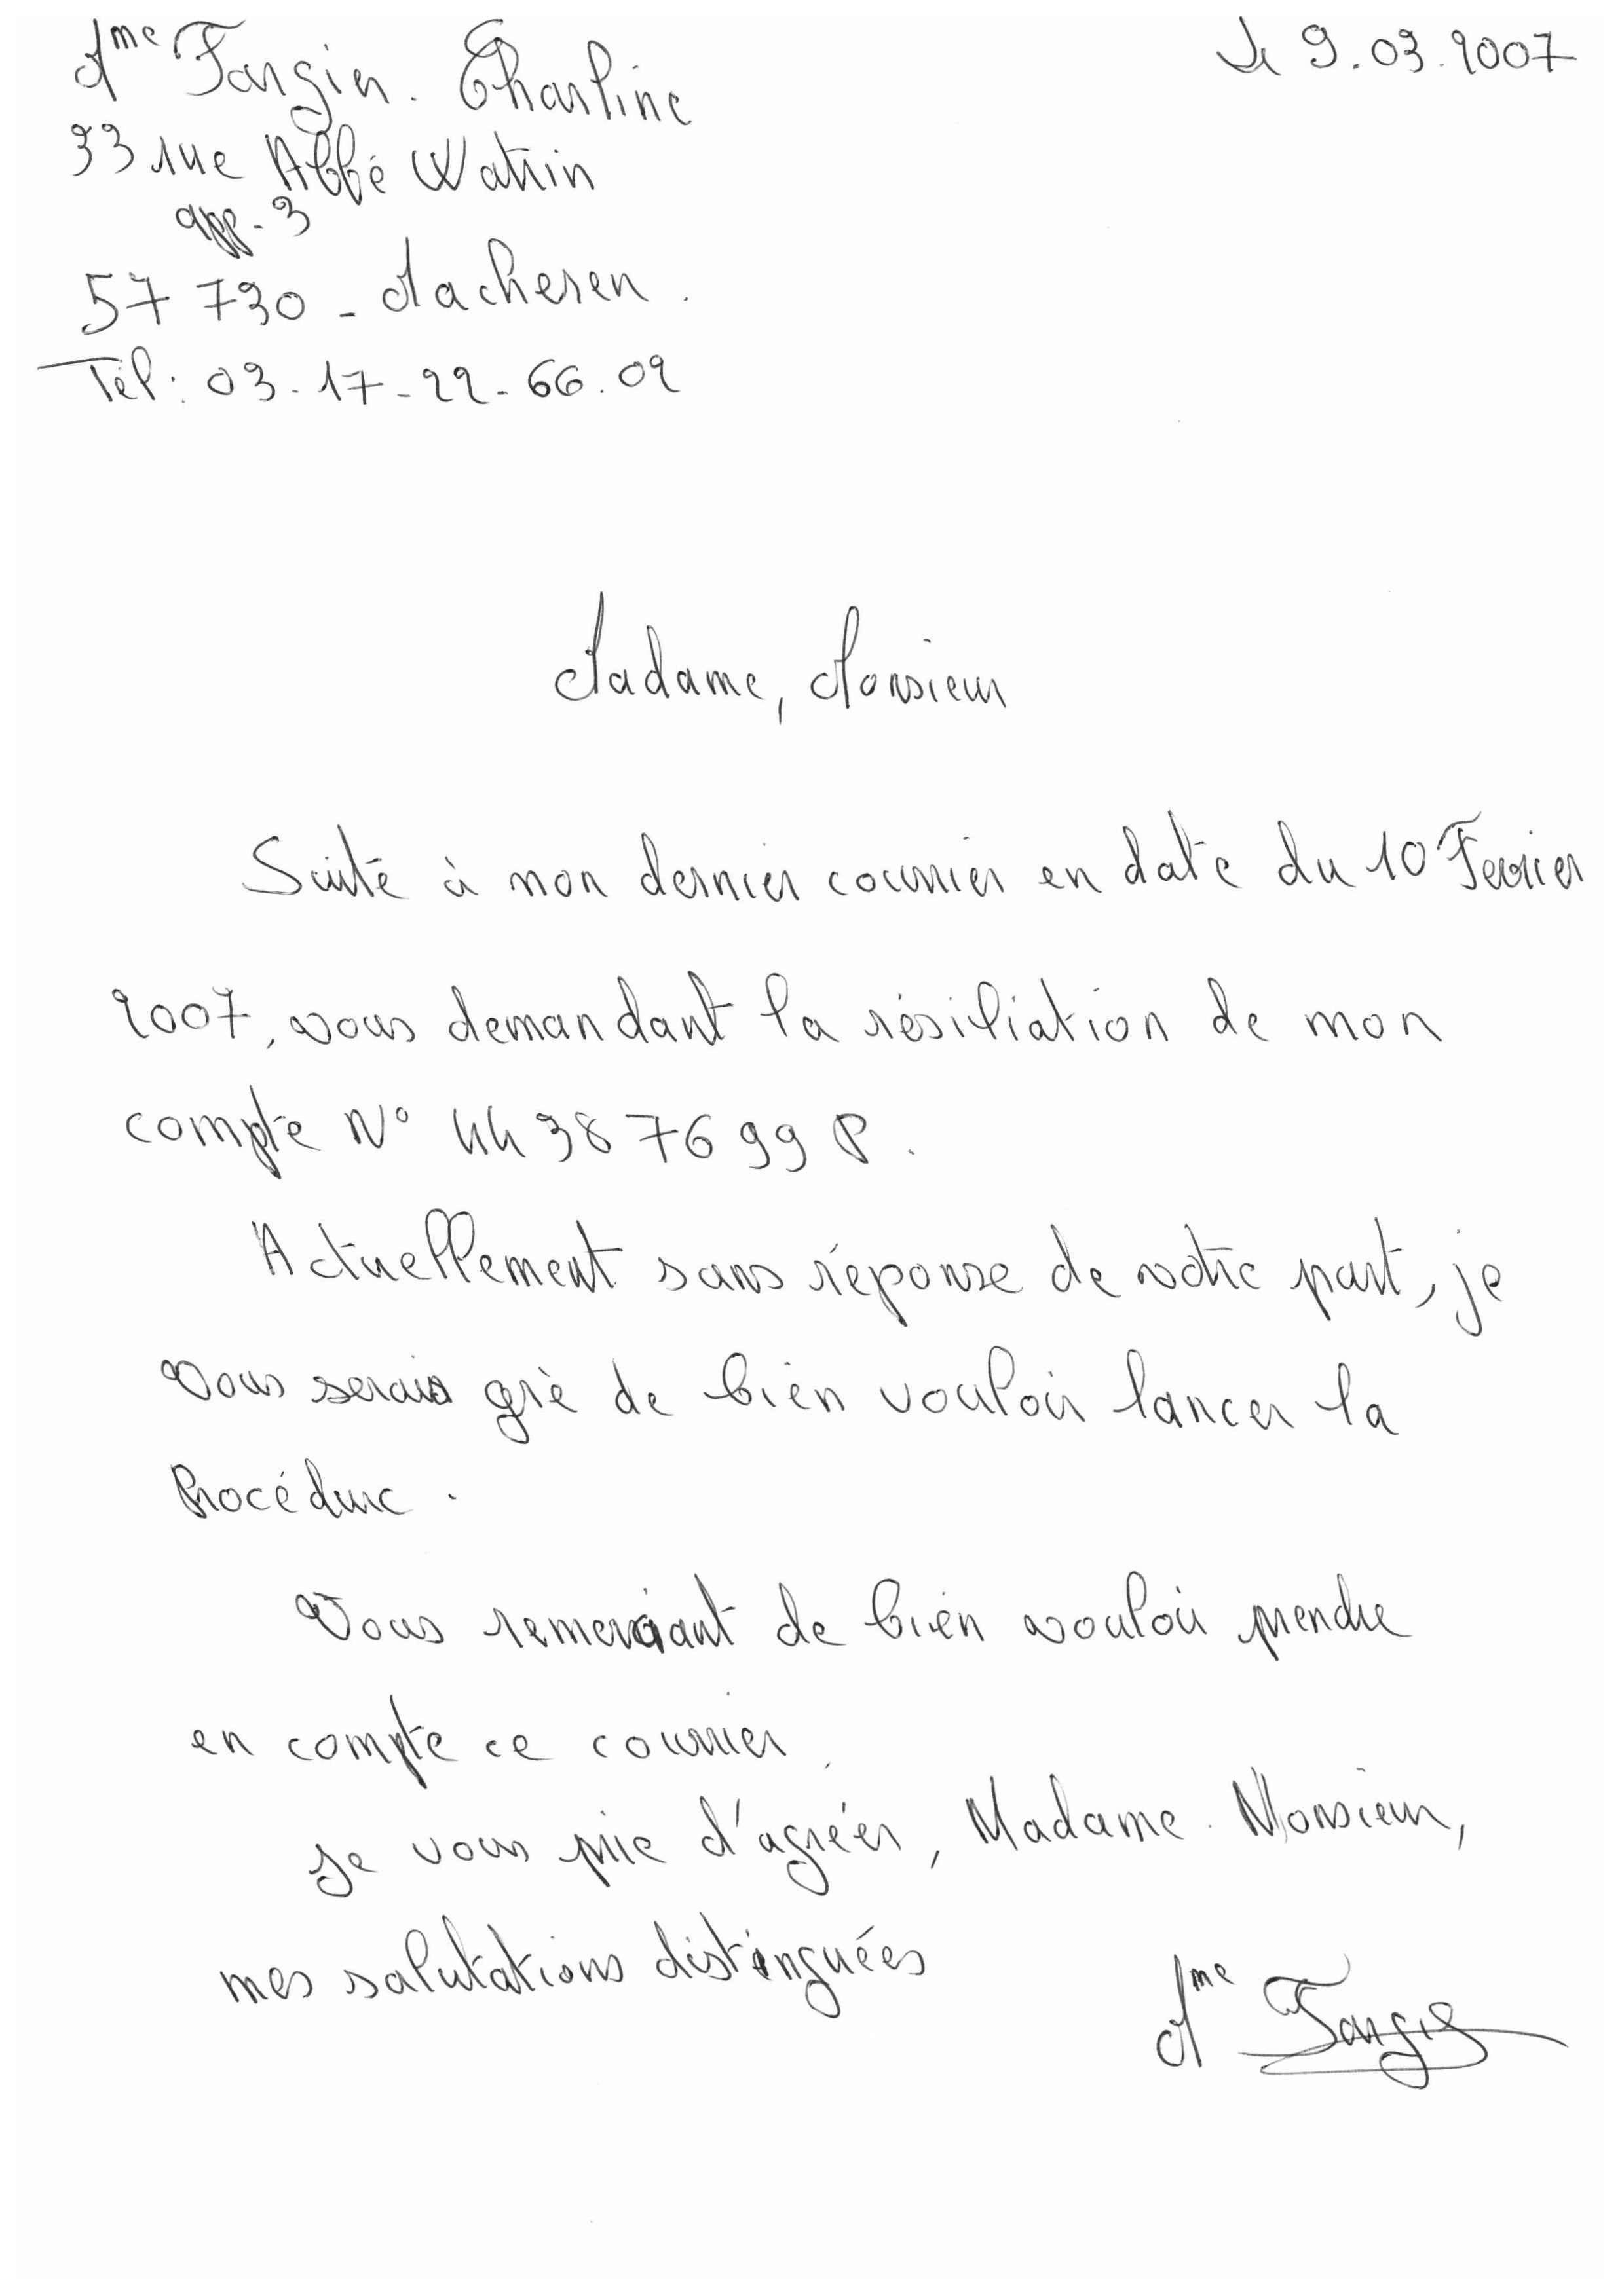 Mme Fargier. Charline
Le 9.03.2007
33 rue Abbé Watrin
app. 3
57 730 - Macheren.
Tél : 03. 17 - 22 - 66. 02
Madame, Monsieur
Suite à mon dernier courrier en date du 10 Fevrier
2007, vous demandant la résiliation de mon
compte N° 44 38 76 99 P.
Actuellement sans réponse de votre part, je
vous serais gré de bien vouloir lancer la
Procédure.
Vous remerciant de bien vouloir prendre
en compte ce courrier.
Je vous prie d'agréer, Madame. Monsieur,
mes salutations distinguées
Mme Fargier